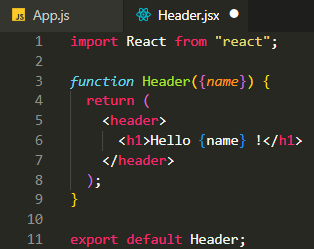 JS App.js Header.jsx
1 import React from "react";
2
3 function Header({name}) {
4 return (
5 <header>
6 <h1>Hello {name} !</h1>
7 </header>
8 );
9 }
10
11 export default Header;